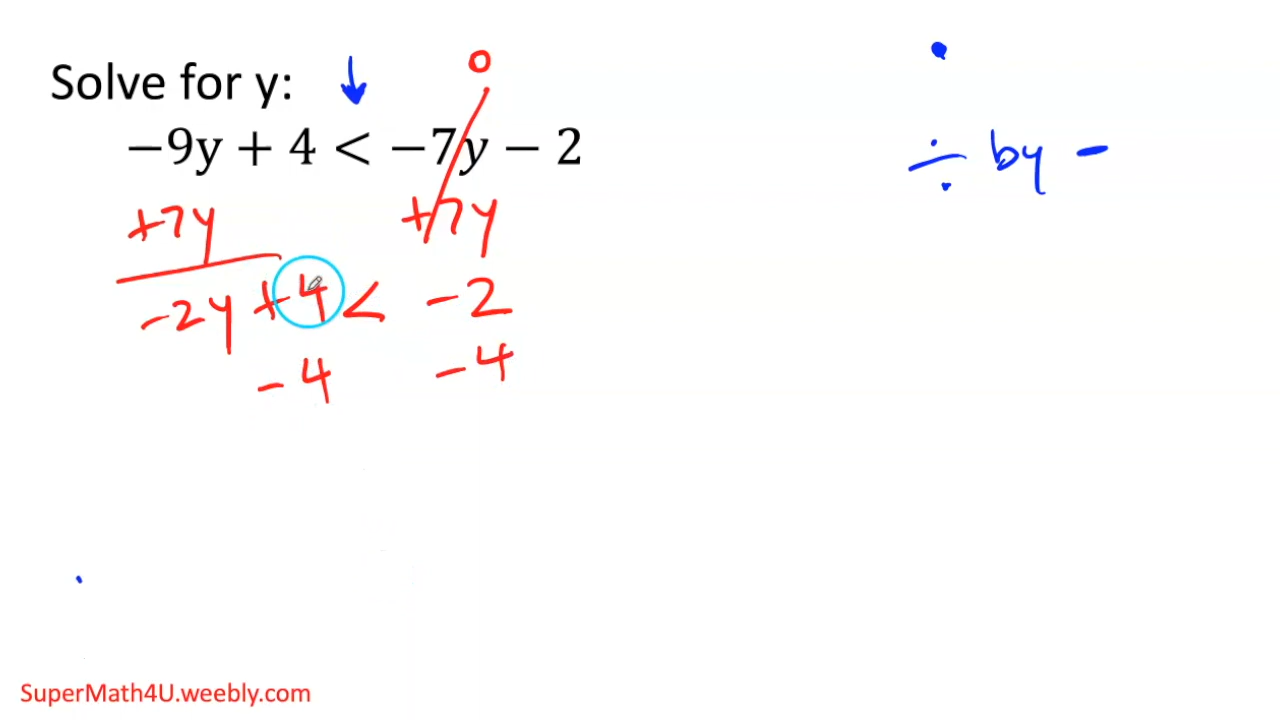 Solve for y:
0
−9y + 4 < −7y − 2
÷ by -
+7y +7y
-2y +4 < -2
-4 -4
SuperMath4U.weebly.com